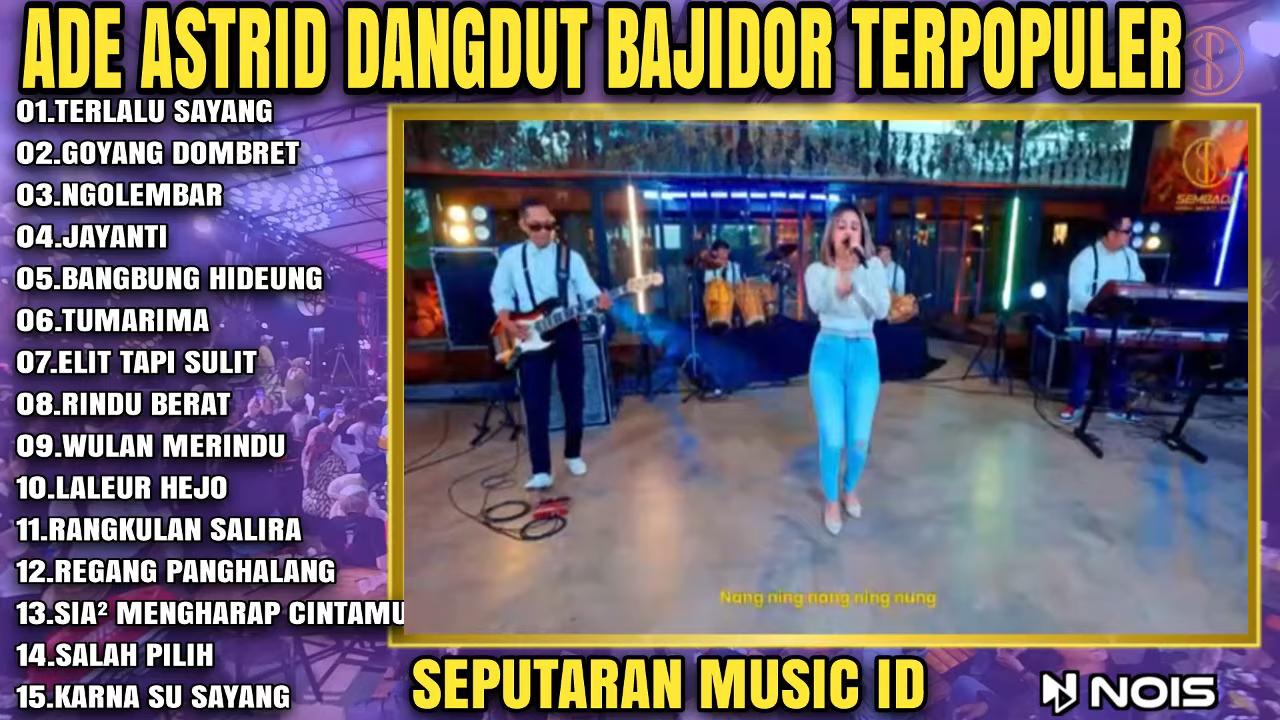 ADE ASTRID DANGDUT BAJIDOR TERPOPULER
01.TERLALU SAYANG
02.GOYANG DOMBRET
03.NGOLEMBAR
04.JAYANTI
05.BANGBUNG HIDEUNG
06.TUMARIMA
07.ELIT TAPI SULIT
08.RINDU BERAT
09.WULAN MERINDU
10.LALEUR HEJO
11.RANGKULAN SALIRA
12.REGANG PANGHALANG
13.SIA² MENGHARAP CINTAMU
14.SALAH PILIH
15.KARNA SU SAYANG
SEMBADA
Nang ning nang ning nung
SEPUTARAN MUSIC ID
NOIS